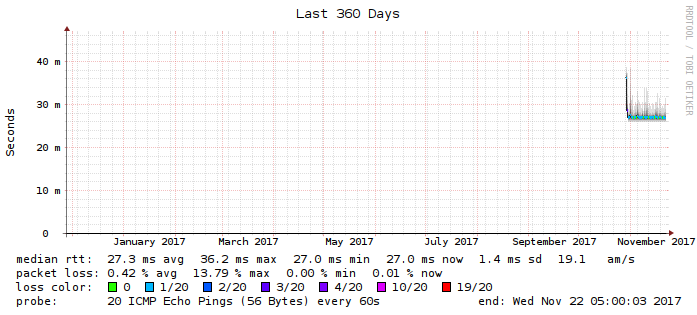 Last 360 Days
RRDTOOL / TOBI OETIKER
Seconds
40 m
30 m
20 m
10 m
0
January 2017 March 2017 May 2017 July 2017 September 2017 November 2017
median rtt: 27.3 ms avg 36.2 ms max 27.0 ms min 27.0 ms now 1.4 ms sd 19.1 am/s
packet loss: 0.42 % avg 13.79 % max 0.00 % min 0.01 % now
loss color: 0 1/20 2/20 3/20 4/20 10/20 19/20
probe: 20 ICMP Echo Pings (56 Bytes) every 60s end: Wed Nov 22 05:00:03 2017